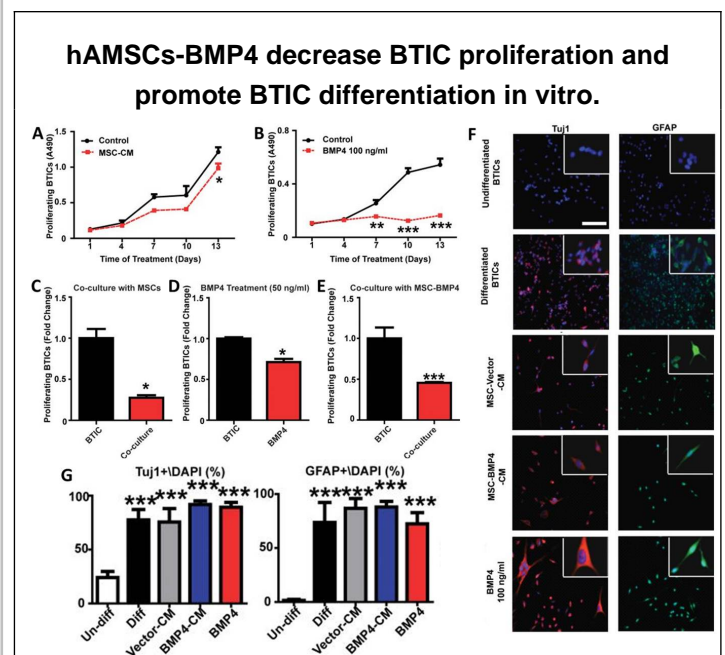 hAMSCs-BMP4 decrease BTIC proliferation and
promote BTIC differentiation in vitro.
A
Proliferating BTICs (A490)
1.5
1.0
0.5
0
Control
MSC-CM
*
1 4 7 10 13
Time of Treatment (Days)
B
Proliferating BTICs (A490)
0.8
0.4
0.0
Control
BMP4 100 ng/ml
** *** ***
1 4 7 10 13
Time of Treatment (Days)
C
Co-culture with MSCs
Proliferating BTICs (Fold Change)
1.5
1.0
0.5
0
*
BTIC
Co-culture
D
BMP4 Treatment (50 ng/ml)
Proliferating BTICs (Fold Change)
1.5
1.0
0.5
0
*
BTIC
BMP4
E
Co-culture with MSC-BMP4
Proliferating BTICs (Fold Change)
1.5
1.0
0.5
0
***
BTIC
Co-culture
F
Tuj1
GFAP
Undifferentiated
BTICs
Differentiated
BTICs
MSC-Vector
-CM
MSC-BMP4
-CM
BMP4
100 ng/ml
G
Tuj1+\DAPI (%)
100
50
0
*** *** *** ***
Un-diff
Diff
Vector-CM
BMP4-CM
BMP4
GFAP+\DAPI (%)
100
50
0
*** *** *** ***
Un-diff
Diff
Vector-CM
BMP4-CM
BMP4